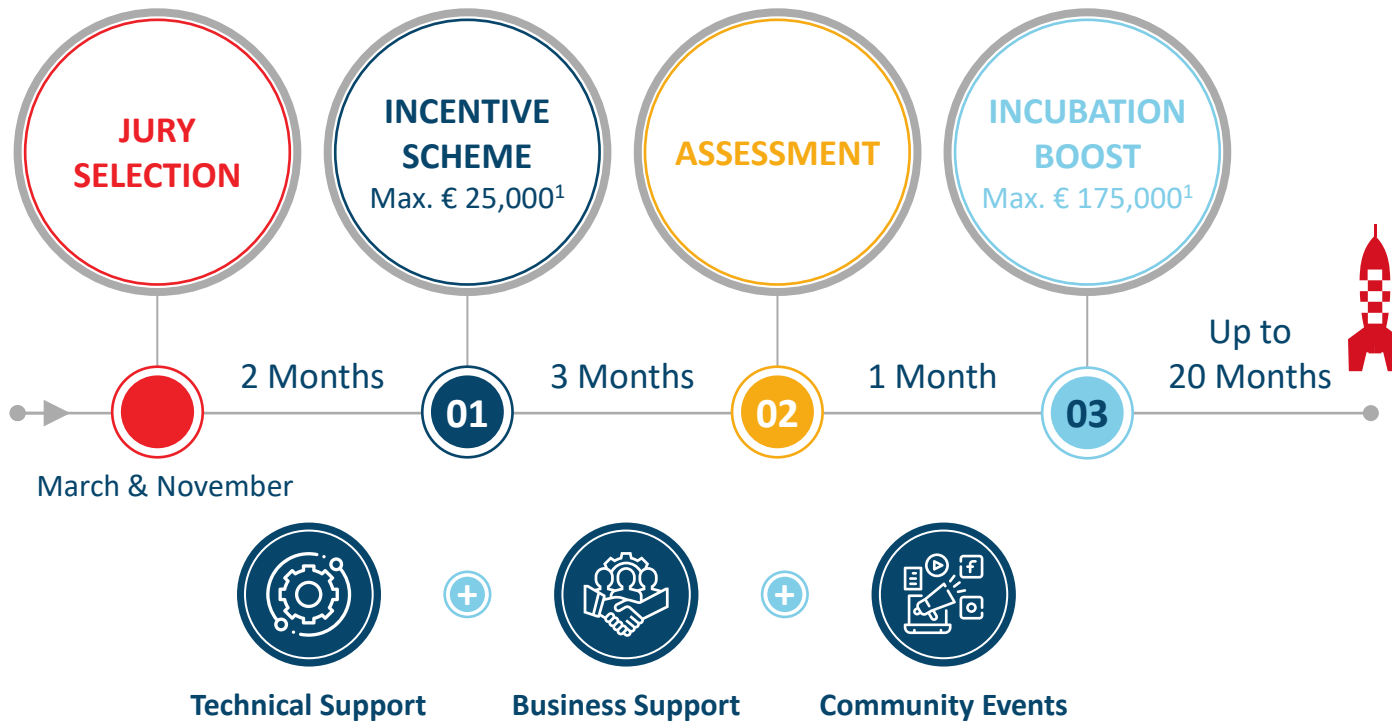 JURY
SELECTION
INCENTIVE
SCHEME
Max. € 25,000¹
ASSESSMENT
INCUBATION
BOOST
Max. € 175,000¹
2 Months
3 Months
1 Month
Up to
20 Months
01
02
03
March & November
Technical Support
Business Support
Community Events